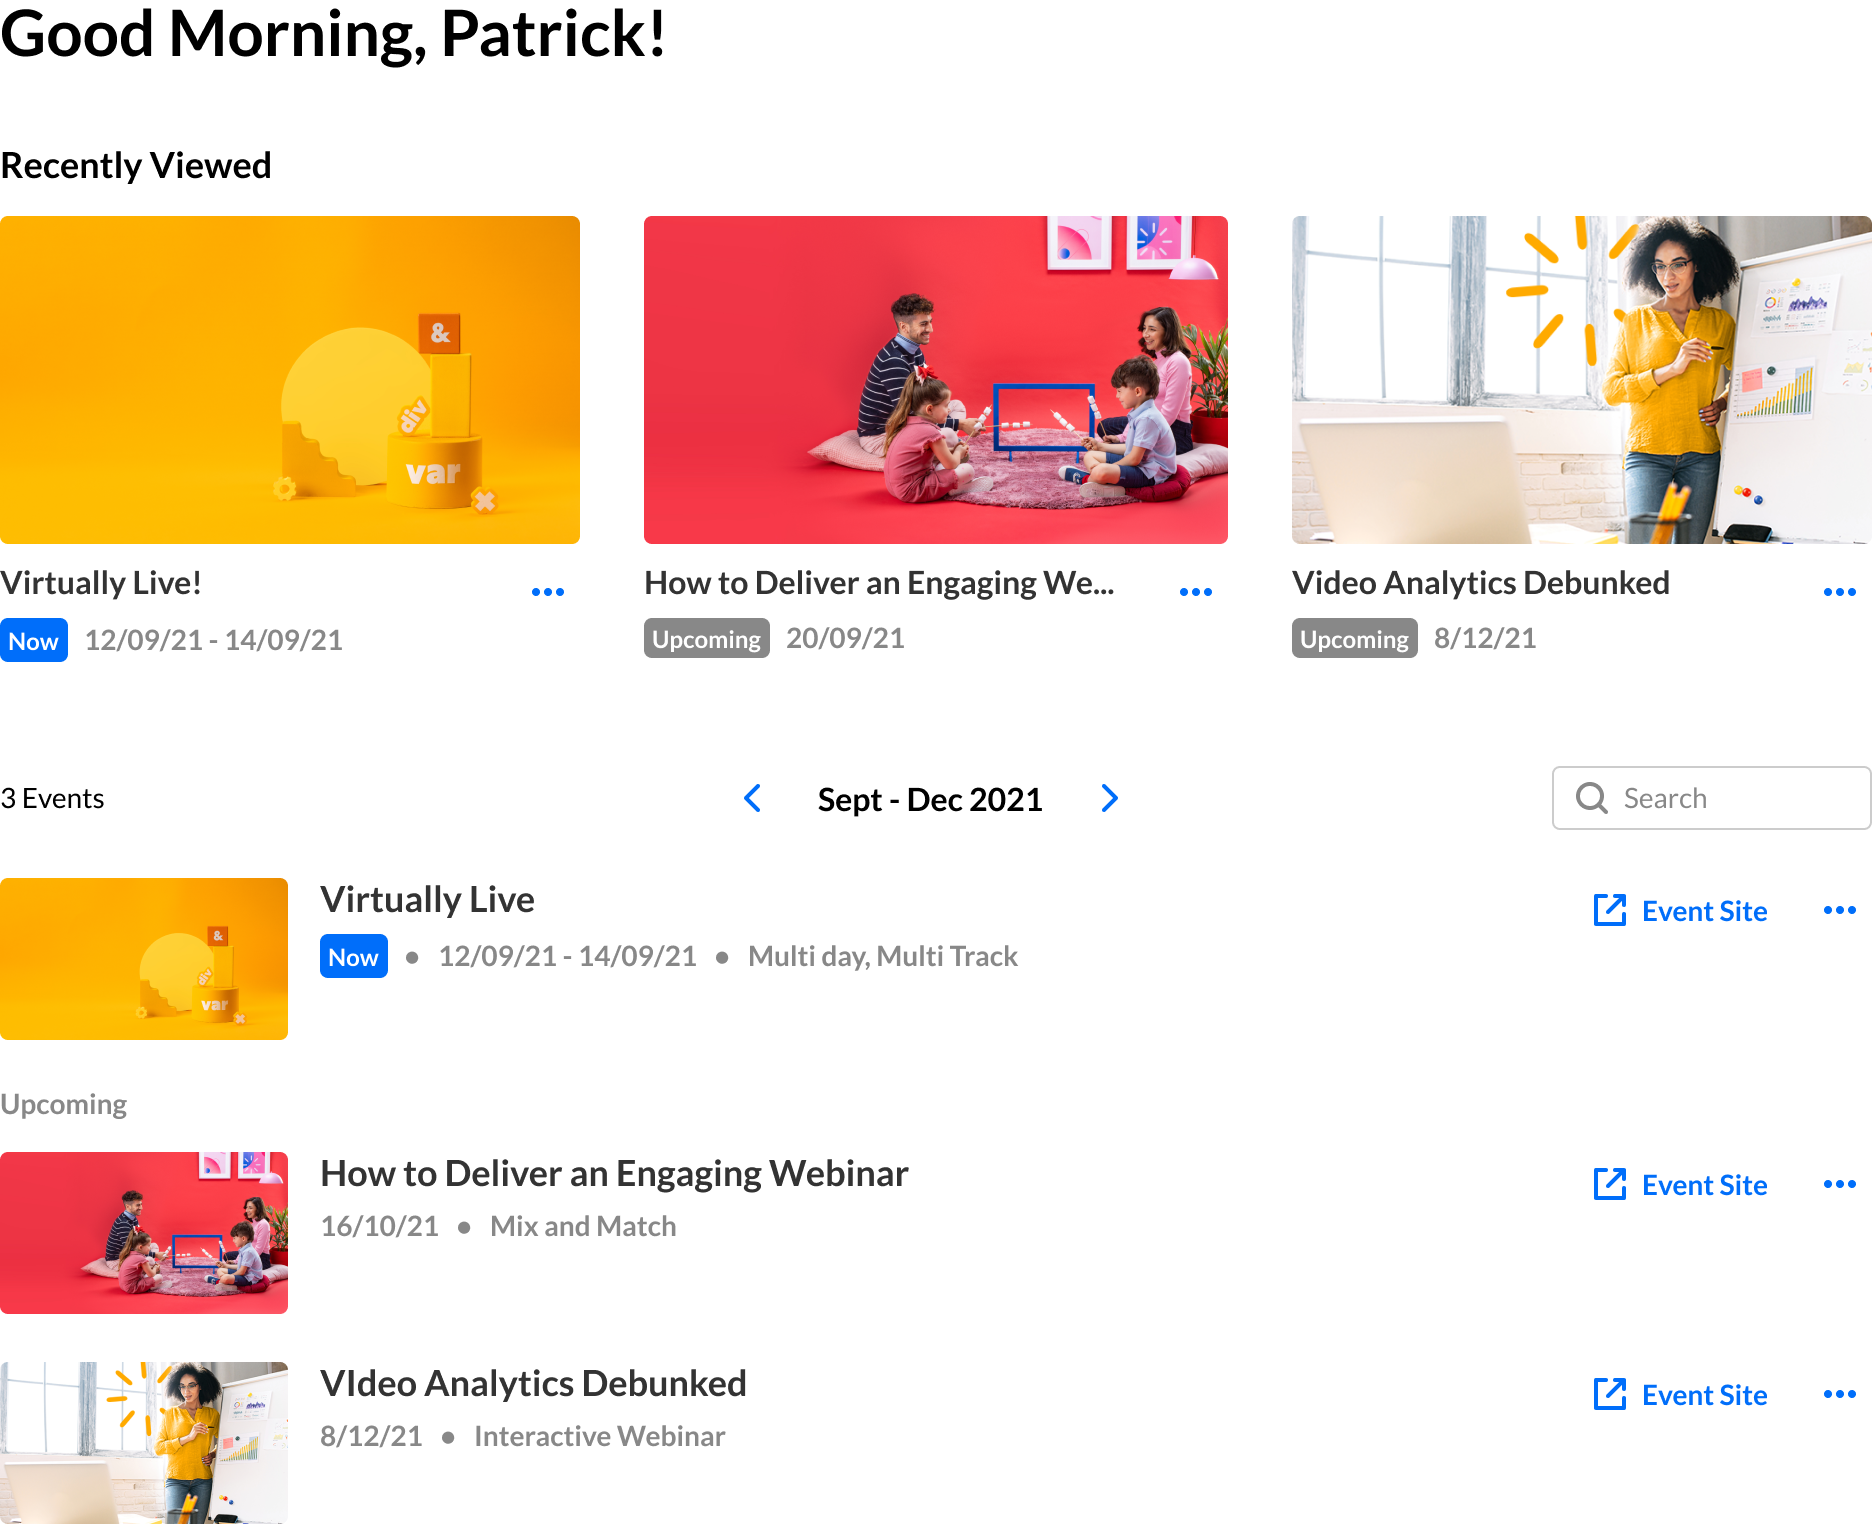 Good Morning, Patrick!
Recently Viewed
&
div
var
Virtually Live!
Now 12/09/21 - 14/09/21
How to Deliver an Engaging We...
Upcoming 20/09/21
Video Analytics Debunked
Upcoming 8/12/21
3 Events
Sept - Dec 2021
Search
&
div
var
Virtually Live
Event Site
Now • 12/09/21 - 14/09/21 • Multi day, Multi Track
Upcoming
How to Deliver an Engaging Webinar
Event Site
16/10/21 • Mix and Match
VIdeo Analytics Debunked
Event Site
8/12/21 • Interactive Webinar